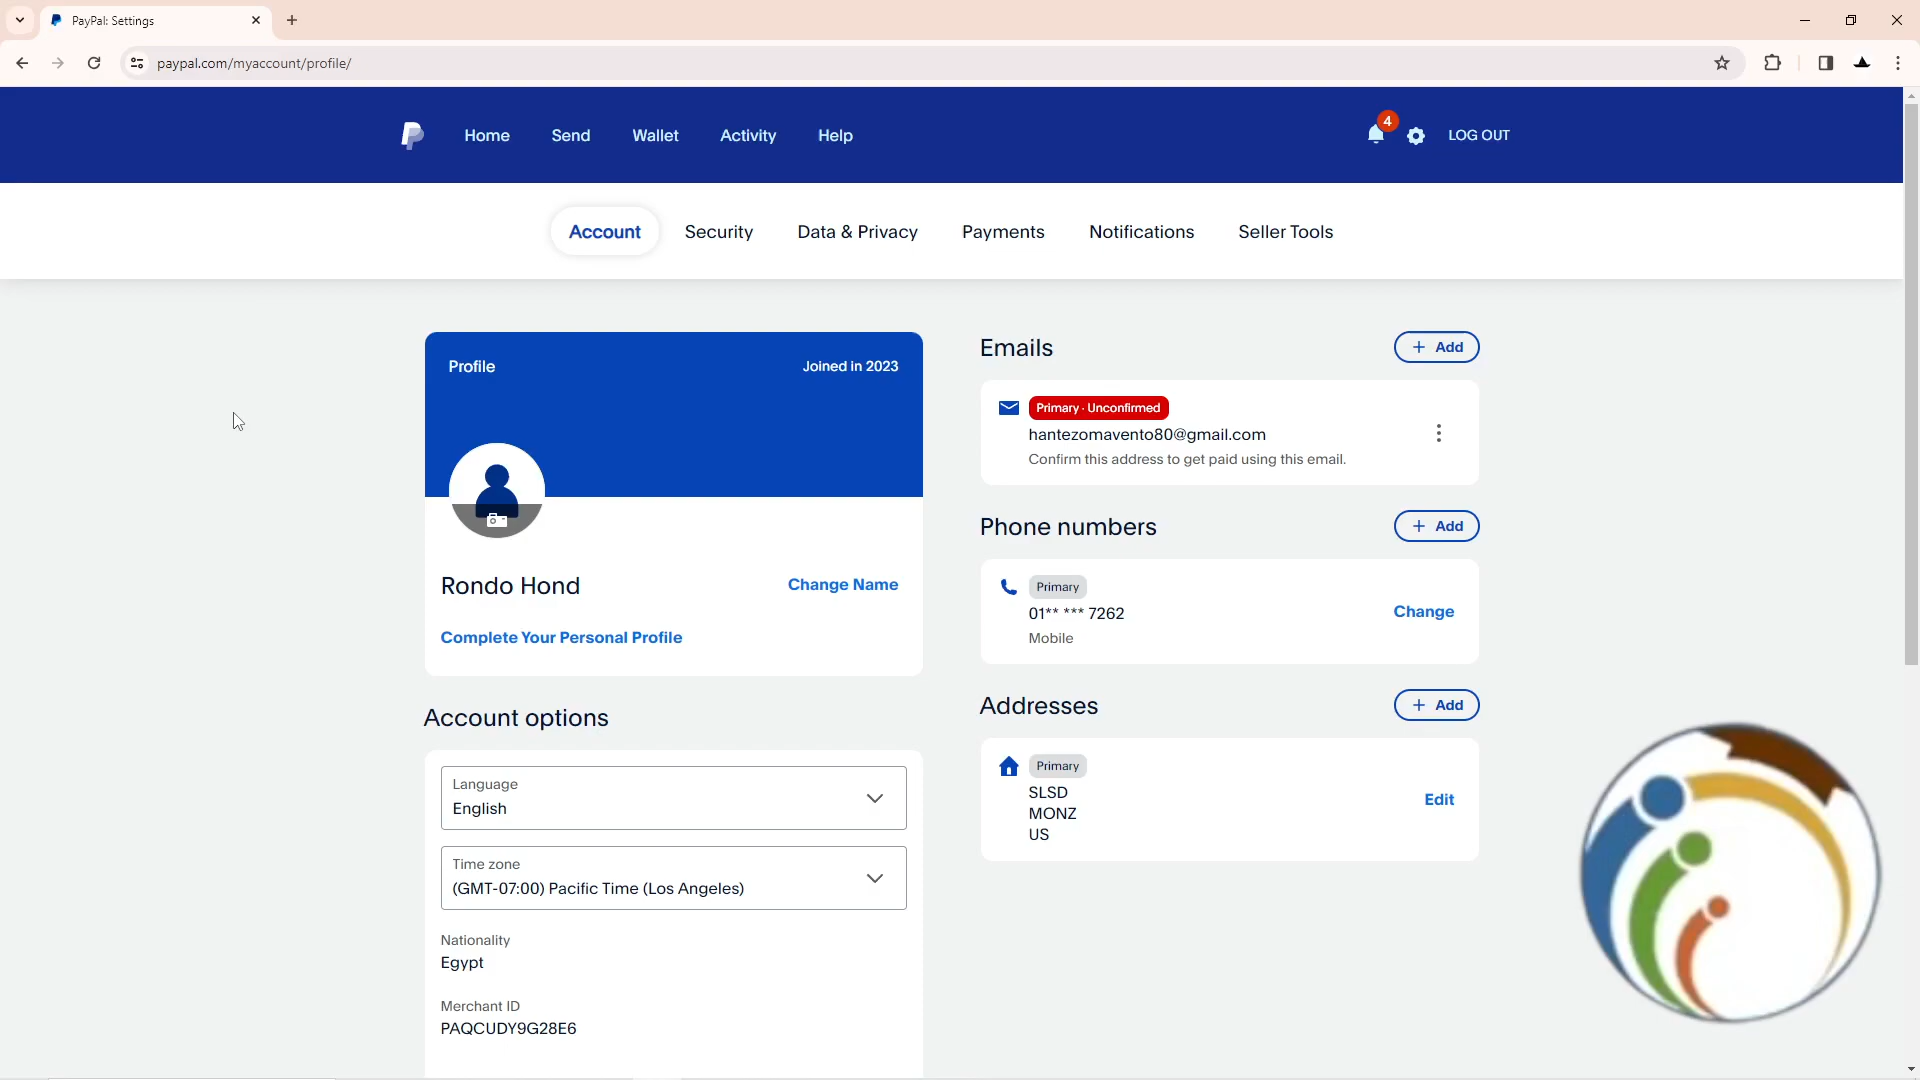 PayPal: Settings
paypal.com/myaccount/profile/
Home Send Wallet Activity Help 4 LOG OUT
Account Security Data & Privacy Payments Notifications Seller Tools
Profile Joined in 2023
Rondo Hond Change Name
Complete Your Personal Profile
Account options
Language
English
Time zone
(GMT-07:00) Pacific Time (Los Angeles)
Nationality
Egypt
Merchant ID
PAQCUDY9G28E6
Emails + Add
Primary · Unconfirmed
hantezomavento80@gmail.com
Confirm this address to get paid using this email.
Phone numbers + Add
Primary
01** *** 7262 Change
Mobile
Addresses + Add
Primary
SLSD
MONZ
US
Edit